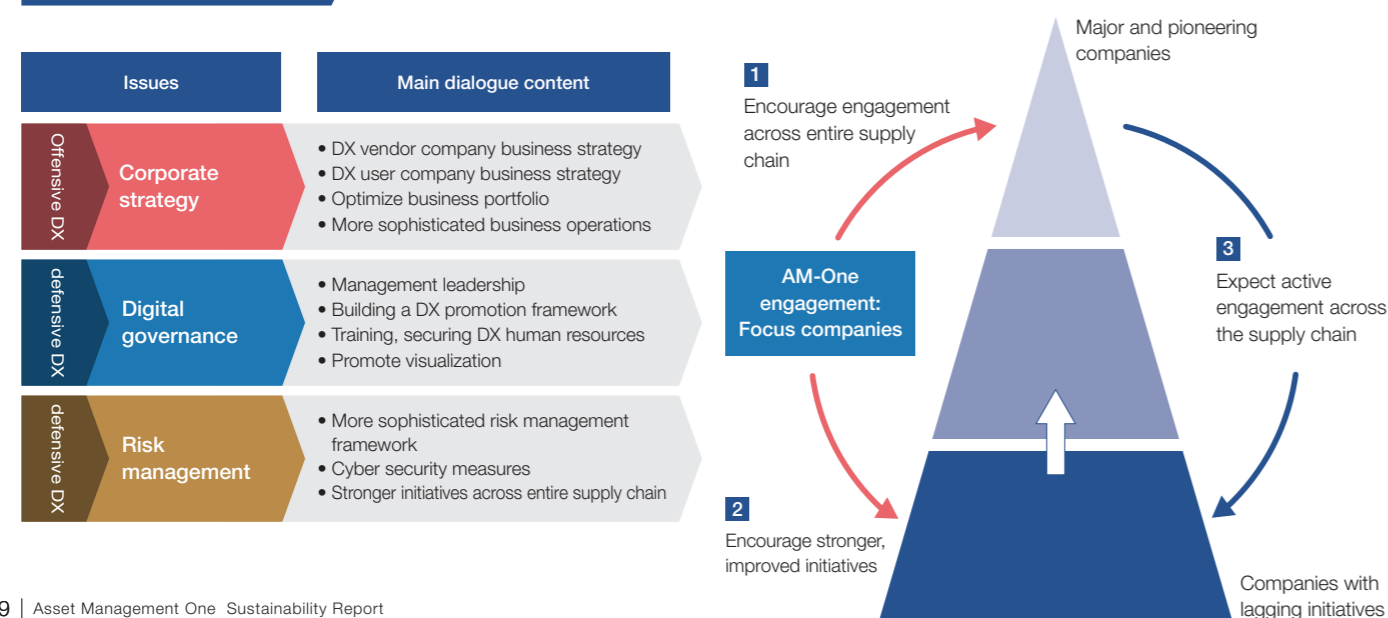 Issues
Main dialogue content
Offensive DX
Corporate
strategy
• DX vendor company business strategy
• DX user company business strategy
• Optimize business portfolio
• More sophisticated business operations
defensive DX
Digital
governance
• Management leadership
• Building a DX promotion framework
• Training, securing DX human resources
• Promote visualization
defensive DX
Risk
management
• More sophisticated risk management
framework
• Cyber security measures
• Stronger initiatives across entire supply chain
Major and pioneering
companies
1
Encourage engagement
across entire supply
chain
AM-One
engagement:
Focus companies
3
Expect active
engagement across
the supply chain
2
Encourage stronger,
improved initiatives
Companies with
lagging initiatives
9 | Asset Management One Sustainability Report